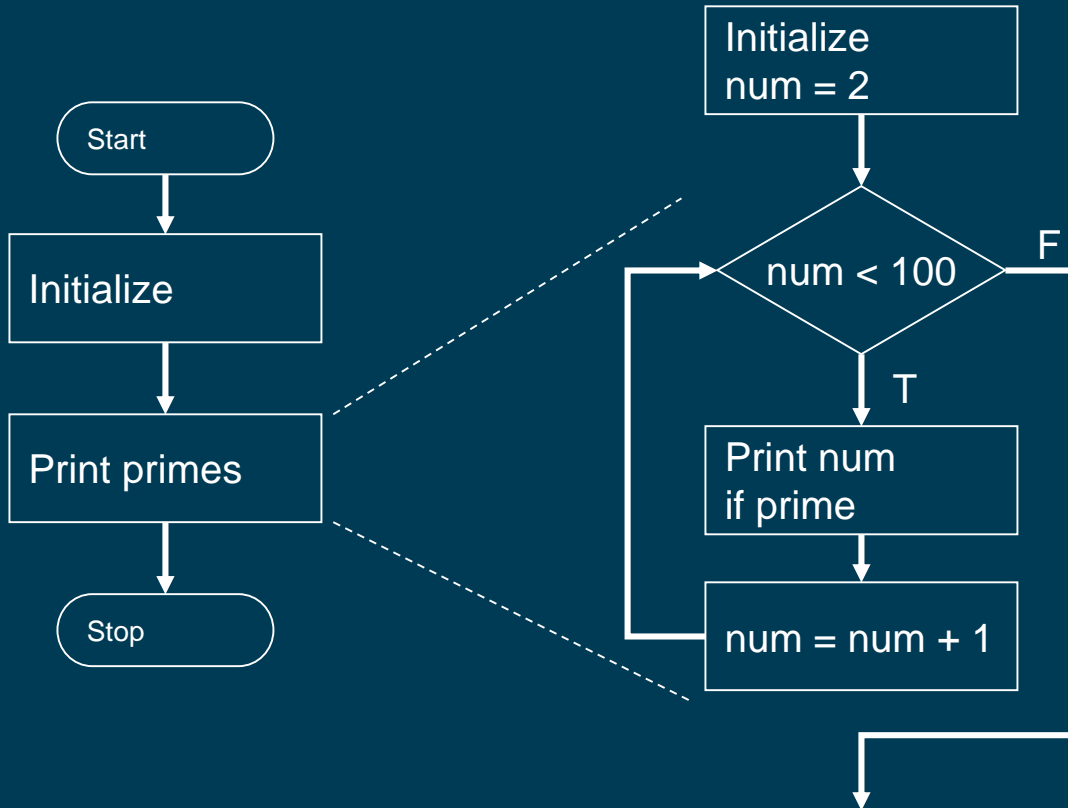 Start
Initialize
Print primes
Stop
Initialize
num = 2
num < 100
F
T
Print num
if prime
num = num + 1